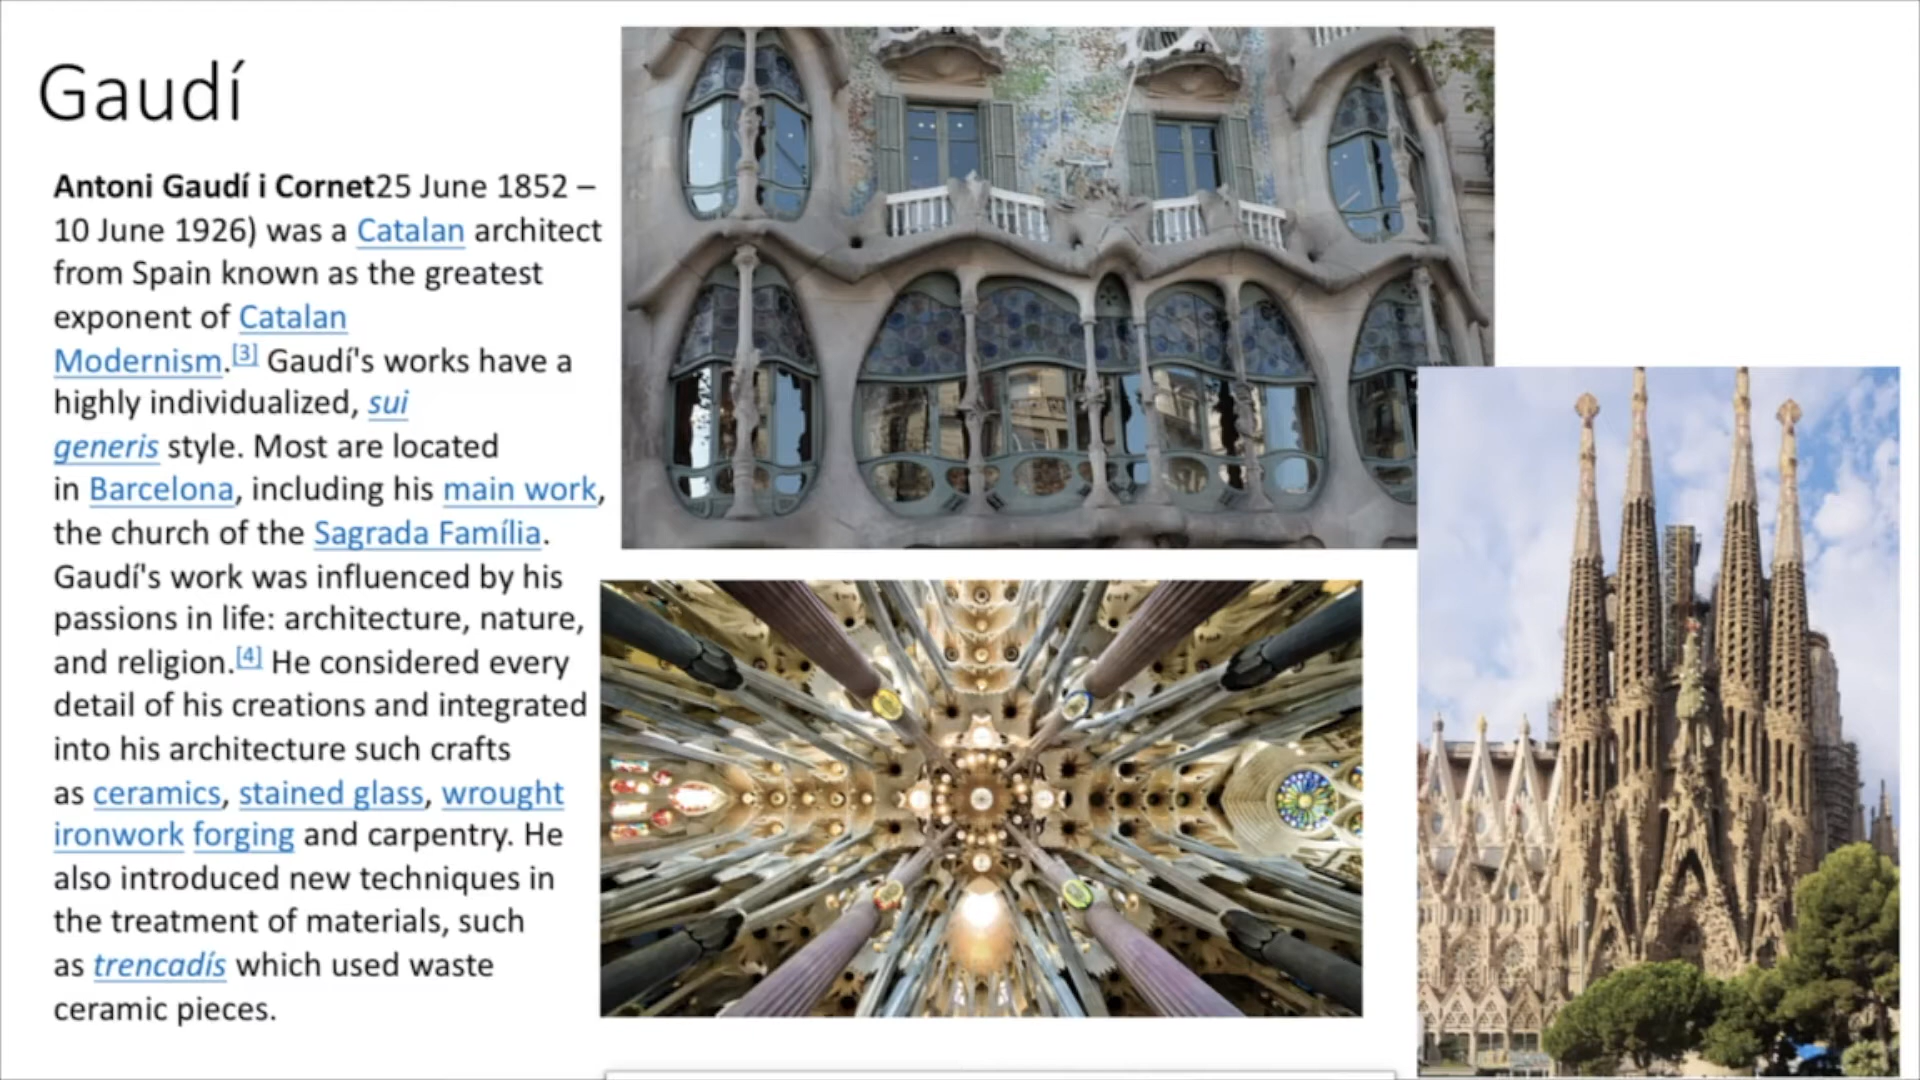 Gaudí
Antoni Gaudí i Cornet25 June 1852 –
10 June 1926) was a Catalan architect
from Spain known as the greatest
exponent of Catalan
Modernism.[3] Gaudí's works have a
highly individualized, sui
generis style. Most are located
in Barcelona, including his main work,
the church of the Sagrada Família.
Gaudí's work was influenced by his
passions in life: architecture, nature,
and religion.[4] He considered every
detail of his creations and integrated
into his architecture such crafts
as ceramics, stained glass, wrought
ironwork forging and carpentry. He
also introduced new techniques in
the treatment of materials, such
as trencadís which used waste
ceramic pieces.